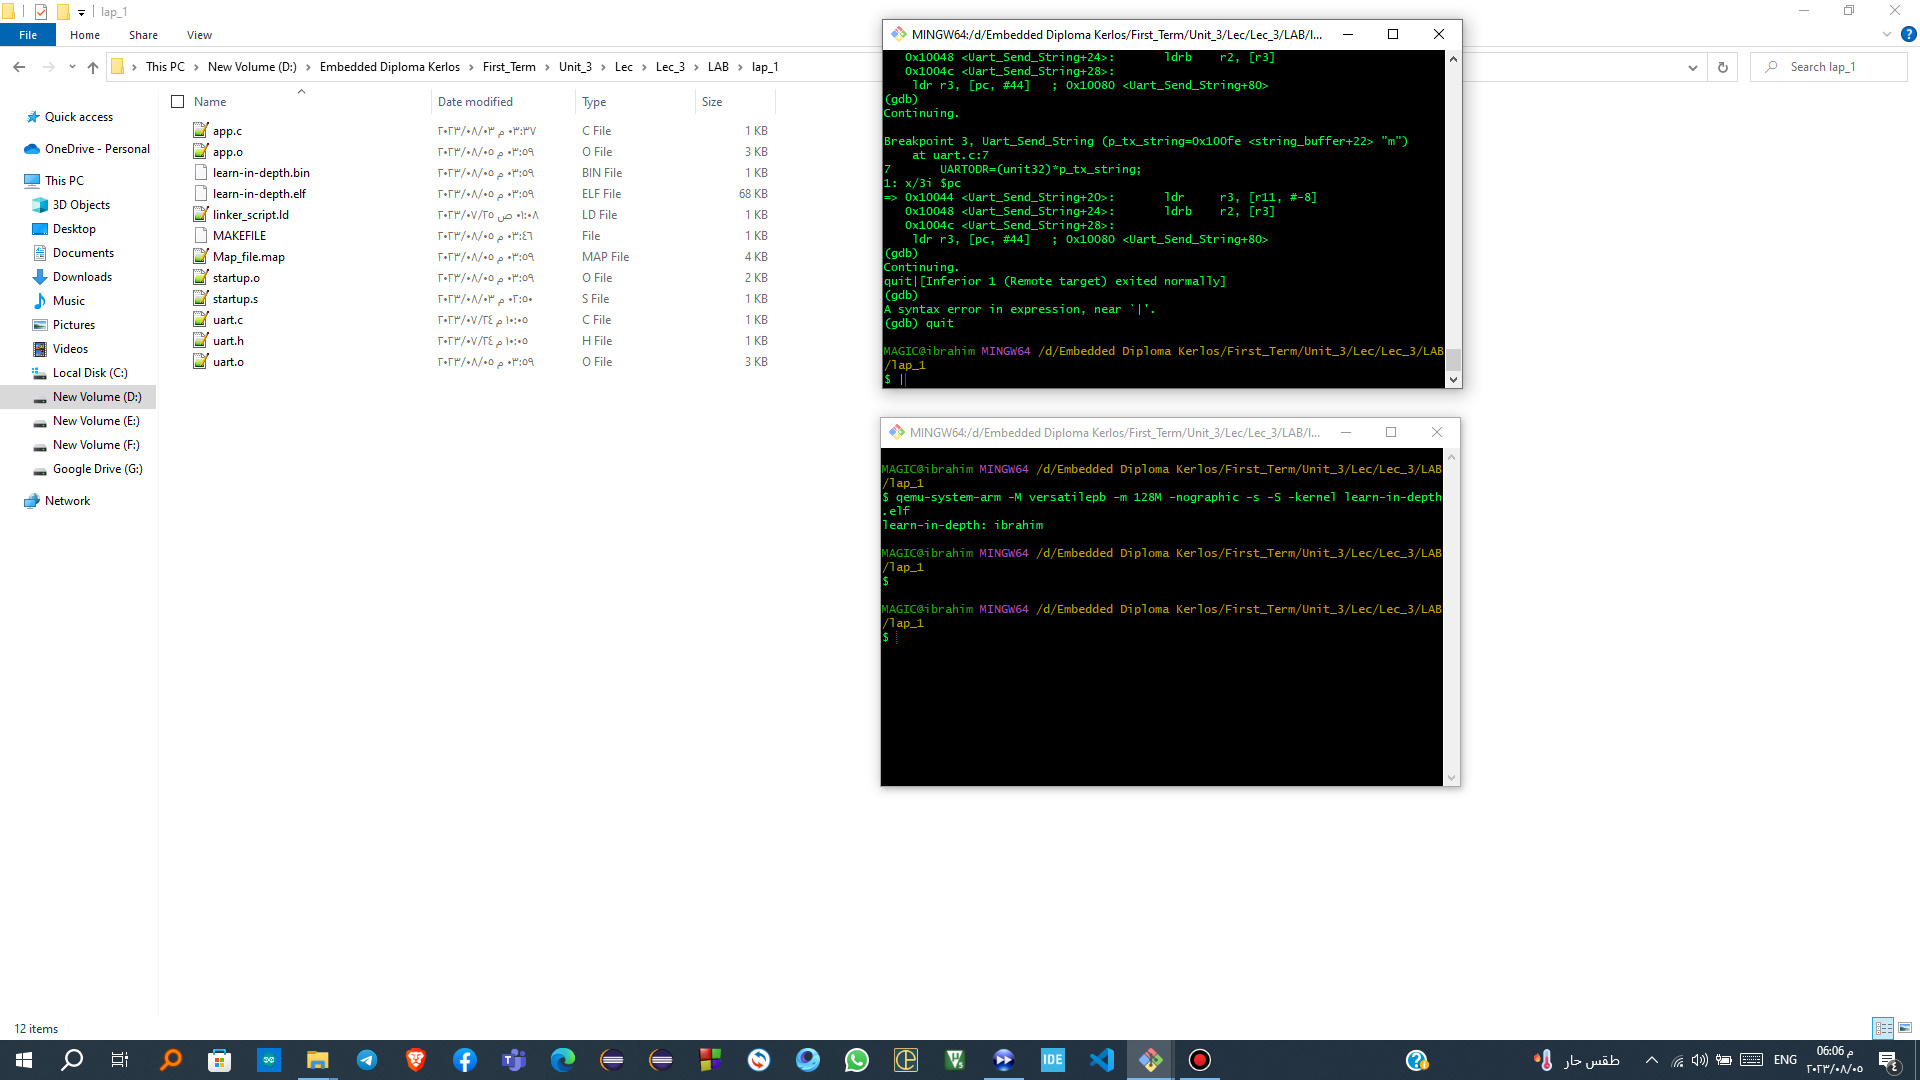 lap_1
File Home Share View
This PC New Volume (D:) Embedded Diploma Kerlos First_Term Unit_3 Lec Lec_3 LAB lap_1
Search lap_1
Quick access
OneDrive - Personal
This PC
3D Objects
Desktop
Documents
Downloads
Music
Pictures
Videos
Local Disk (C:)
New Volume (D:)
New Volume (E:)
New Volume (F:)
Google Drive (G:)
Network
Name Date modified Type Size
app.c ٢٠٢٣/٠٨/٠٣ ٠٣:٣٧ م C File 1 KB
app.o ٢٠٢٣/٠٨/٠٥ ٠٣:٥٩ م O File 3 KB
learn-in-depth.bin ٢٠٢٣/٠٨/٠٥ ٠٣:٥٩ م BIN File 1 KB
learn-in-depth.elf ٢٠٢٣/٠٨/٠٥ ٠٣:٥٩ م ELF File 68 KB
linker_script.ld ٢٠٢٣/٠٧/٢٥ ٠١:٠٨ ص LD File 1 KB
MAKEFILE ٢٠٢٣/٠٨/٠٥ ٠٣:٤٦ م File 1 KB
Map_file.map ٢٠٢٣/٠٨/٠٥ ٠٣:٥٩ م MAP File 4 KB
startup.o ٢٠٢٣/٠٨/٠٥ ٠٣:٥٩ م O File 2 KB
startup.s ٢٠٢٣/٠٨/٠٣ ٠٢:٥٠ م S File 1 KB
uart.c ٢٠٢٣/٠٧/٢٤ ١٠:٠٥ م C File 1 KB
uart.h ٢٠٢٣/٠٧/٢٤ ١٠:٠٥ م H File 1 KB
uart.o ٢٠٢٣/٠٨/٠٥ ٠٣:٥٩ م O File 3 KB
MINGW64:/d/Embedded Diploma Kerlos/First_Term/Unit_3/Lec/Lec_3/LAB/l...
0x10048 <Uart_Send_String+24>: ldrb r2, [r3]
0x1004c <Uart_Send_String+28>:
ldr r3, [pc, #44] ; 0x10080 <Uart_Send_String+80>
(gdb)
Continuing.
Breakpoint 3, Uart_Send_String (p_tx_string=0x100fe <string_buffer+22> "m")
at uart.c:7
7 UARTODR=(unit32)*p_tx_string;
1: x/3i $pc
=> 0x10044 <Uart_Send_String+20>: ldr r3, [r11, #-8]
0x10048 <Uart_Send_String+24>: ldrb r2, [r3]
0x1004c <Uart_Send_String+28>:
ldr r3, [pc, #44] ; 0x10080 <Uart_Send_String+80>
(gdb)
Continuing.
quit|[Inferior 1 (Remote target) exited normally]
(gdb)
A syntax error in expression, near `|'.
(gdb) quit
MAGIC@ibrahim MINGW64 /d/Embedded Diploma Kerlos/First_Term/Unit_3/Lec/Lec_3/LAB
/lap_1
$ |
MINGW64:/d/Embedded Diploma Kerlos/First_Term/Unit_3/Lec/Lec_3/LAB/l...
MAGIC@ibrahim MINGW64 /d/Embedded Diploma Kerlos/First_Term/Unit_3/Lec/Lec_3/LAB
/lap_1
$ qemu-system-arm -M versatilepb -m 128M -nographic -s -S -kernel learn-in-depth
.elf
learn-in-depth: ibrahim
MAGIC@ibrahim MINGW64 /d/Embedded Diploma Kerlos/First_Term/Unit_3/Lec/Lec_3/LAB
/lap_1
$
MAGIC@ibrahim MINGW64 /d/Embedded Diploma Kerlos/First_Term/Unit_3/Lec/Lec_3/LAB
/lap_1
$
12 items
IDE
طقس حار
ENG
06:06 م
٢٠٢٣/٠٨/٠٥
٤